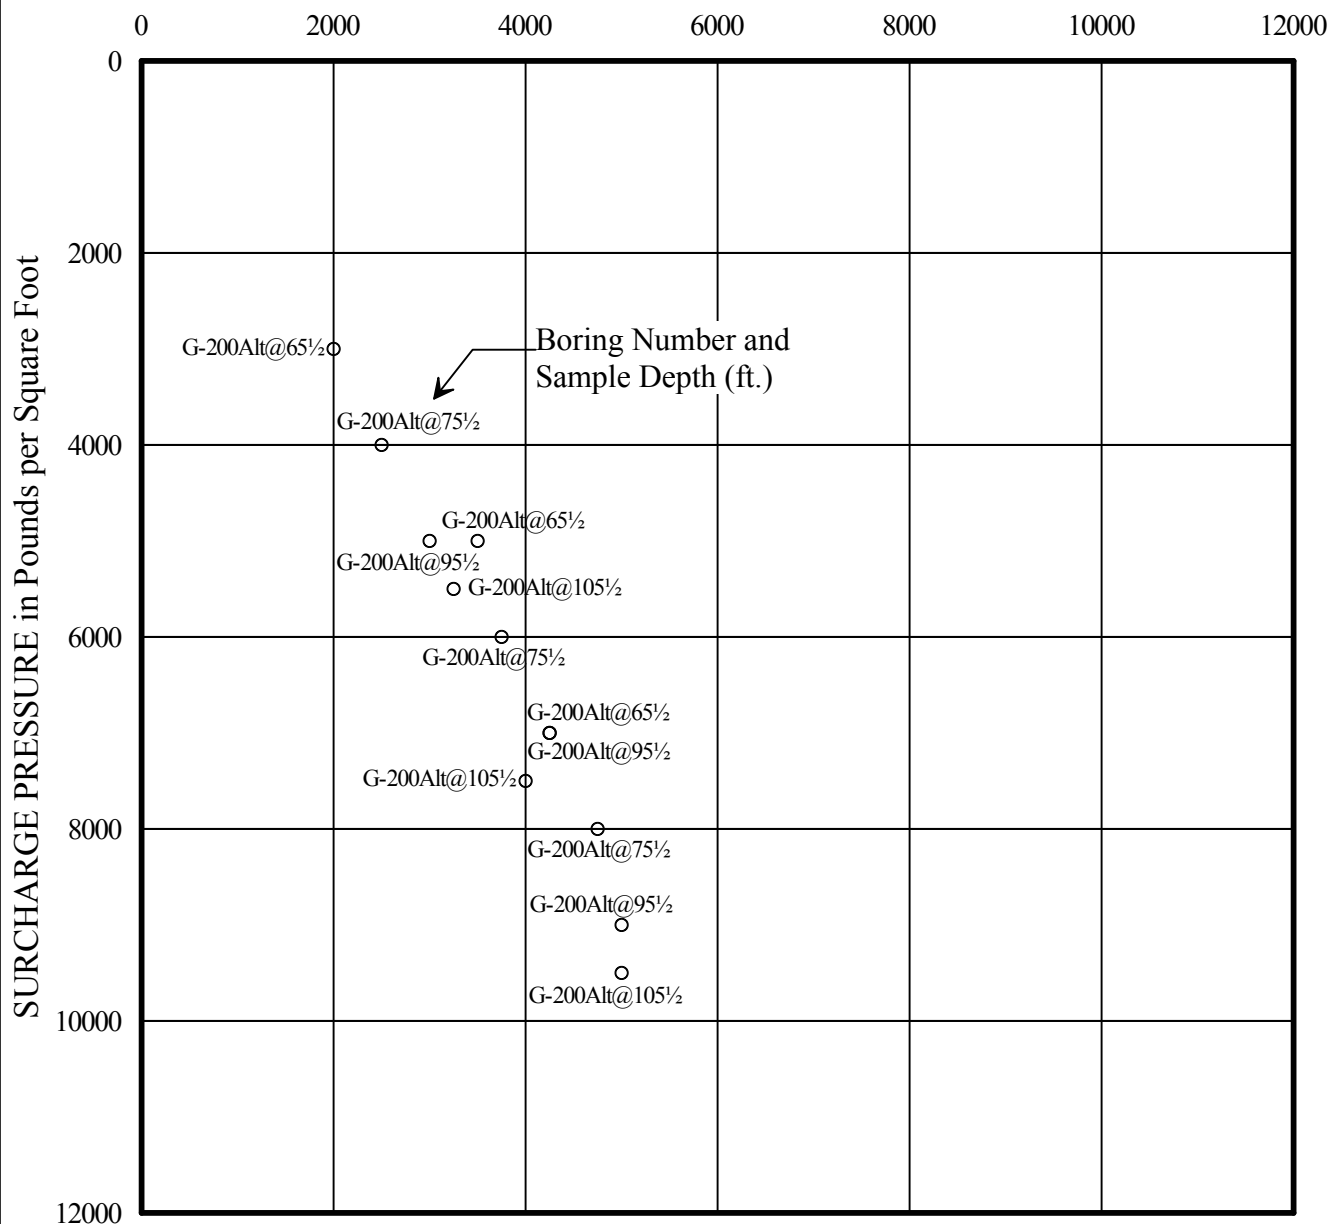 0 2000 4000 6000 8000 10000 12000
0
2000
SURCHARGE PRESSURE in Pounds per Square Foot
G-200Alt@65½
Boring Number and
Sample Depth (ft.)
G-200Alt@75½
4000
G-200Alt@65½
G-200Alt@95½
G-200Alt@105½
6000
G-200Alt@75½
G-200Alt@65½
G-200Alt@95½
G-200Alt@105½
8000
G-200Alt@75½
G-200Alt@95½
G-200Alt@105½
10000
12000